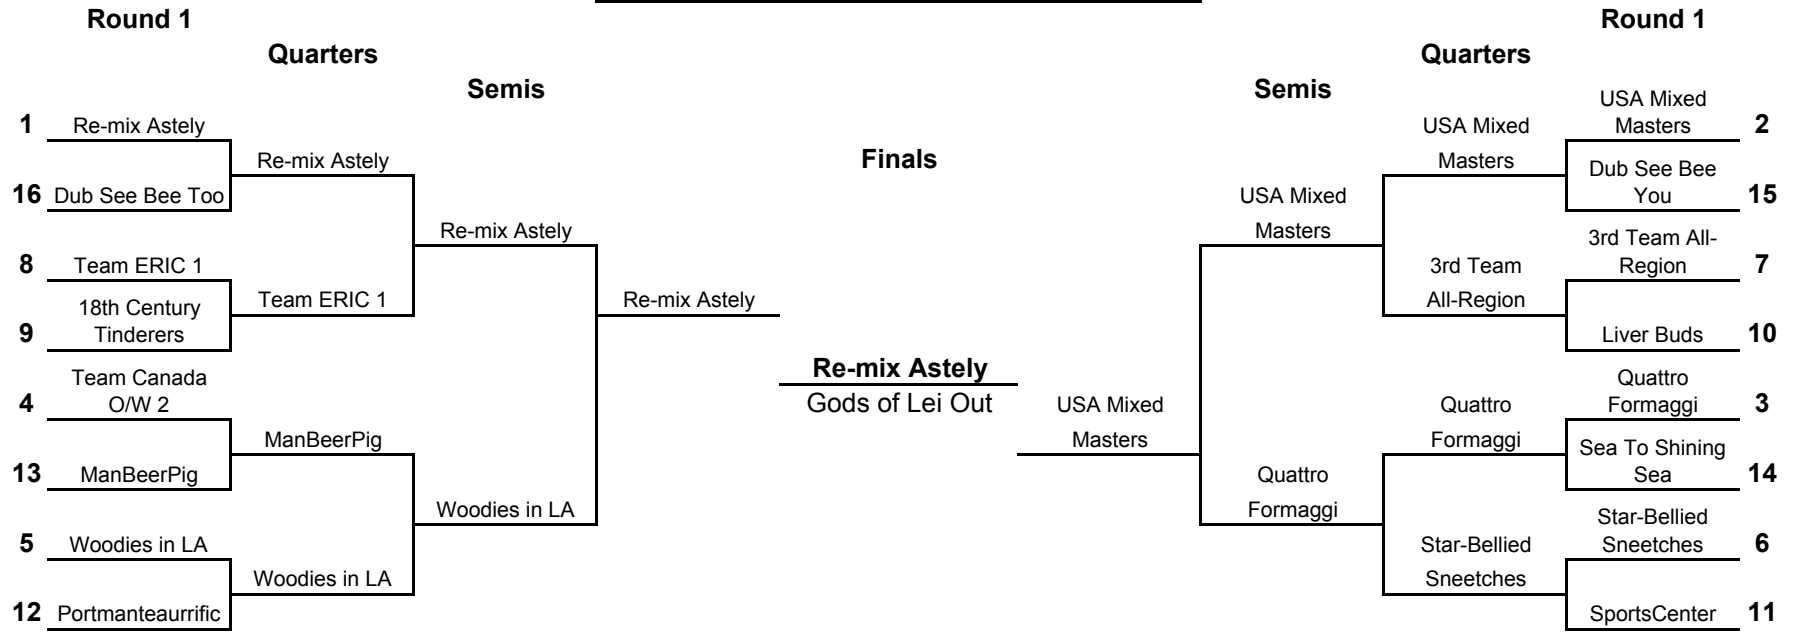 Round 1
Round 1
Quarters
Quarters
Semis
Semis
Finals
1
Re-mix Astely
16
Dub See Bee Too
8
Team ERIC 1
9
18th Century
Tinderers
4
Team Canada
O/W 2
13
ManBeerPig
5
Woodies in LA
12
Portmanteaurrific
Re-mix Astely
Team ERIC 1
ManBeerPig
Woodies in LA
Re-mix Astely
Woodies in LA
Re-mix Astely
Re-mix Astely
Gods of Lei Out
USA Mixed
Masters
USA Mixed
Masters
Quattro
Formaggi
USA Mixed
Masters
3rd Team
All-Region
Quattro
Formaggi
Star-Bellied
Sneetches
USA Mixed
Masters
2
Dub See Bee
You
15
3rd Team All-
Region
7
Liver Buds
10
Quattro
Formaggi
3
Sea To Shining
Sea
14
Star-Bellied
Sneetches
6
SportsCenter
11